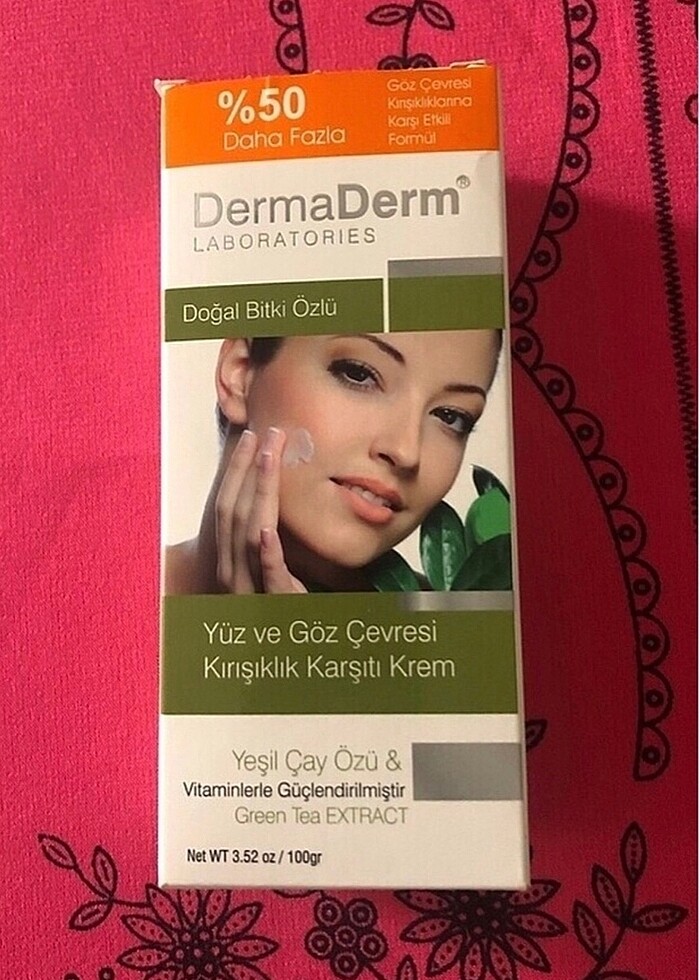 %50
Daha Fazla
Göz Çevresi
Kırışıklıklarına
Karşı Etkili
Formül
DermaDerm®
LABORATORIES
Doğal Bitki Özlü
Yüz ve Göz Çevresi
Kırışıklık Karşıtı Krem
Yeşil Çay Özü &
Vitaminlerle Güçlendirilmiştir
Green Tea EXTRACT
Net WT 3.52 oz / 100gr